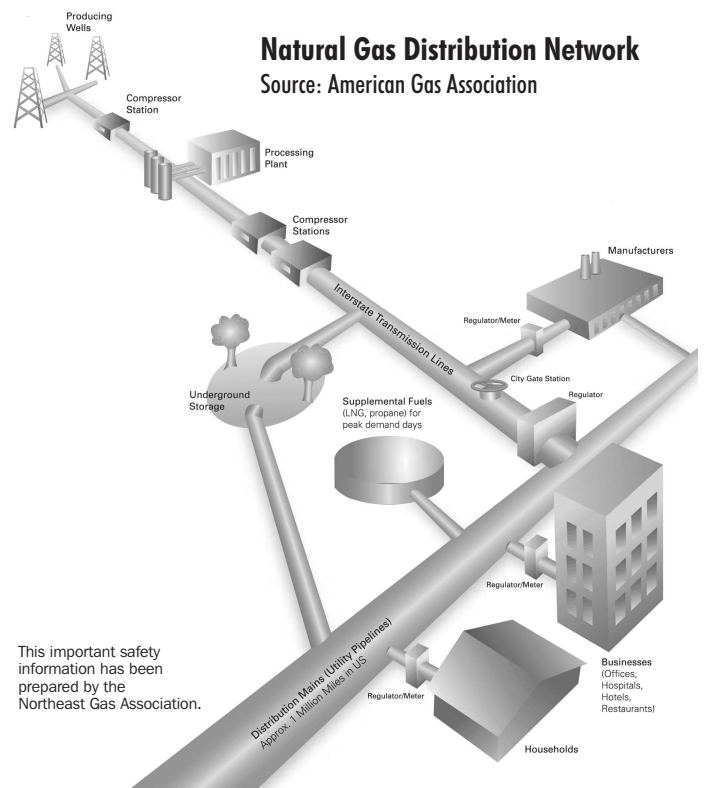 Natural Gas Distribution Network
Source: American Gas Association
Producing
Wells
Compressor
Station
Processing
Plant
Compressor
Stations
Manufacturers
Interstate Transmission Lines
Regulator/Meter
City Gate Station
Regulator
Underground
Storage
Supplemental Fuels
(LNG, propane) for
peak demand days
Regulator/Meter
Businesses
(Offices,
Hospitals,
Hotels,
Restaurants)
Distribution Mains (Utility Pipelines)
Approx. 1 Million Miles in US
Regulator/Meter
Households
This important safety
information has been
prepared by the
Northeast Gas Association.